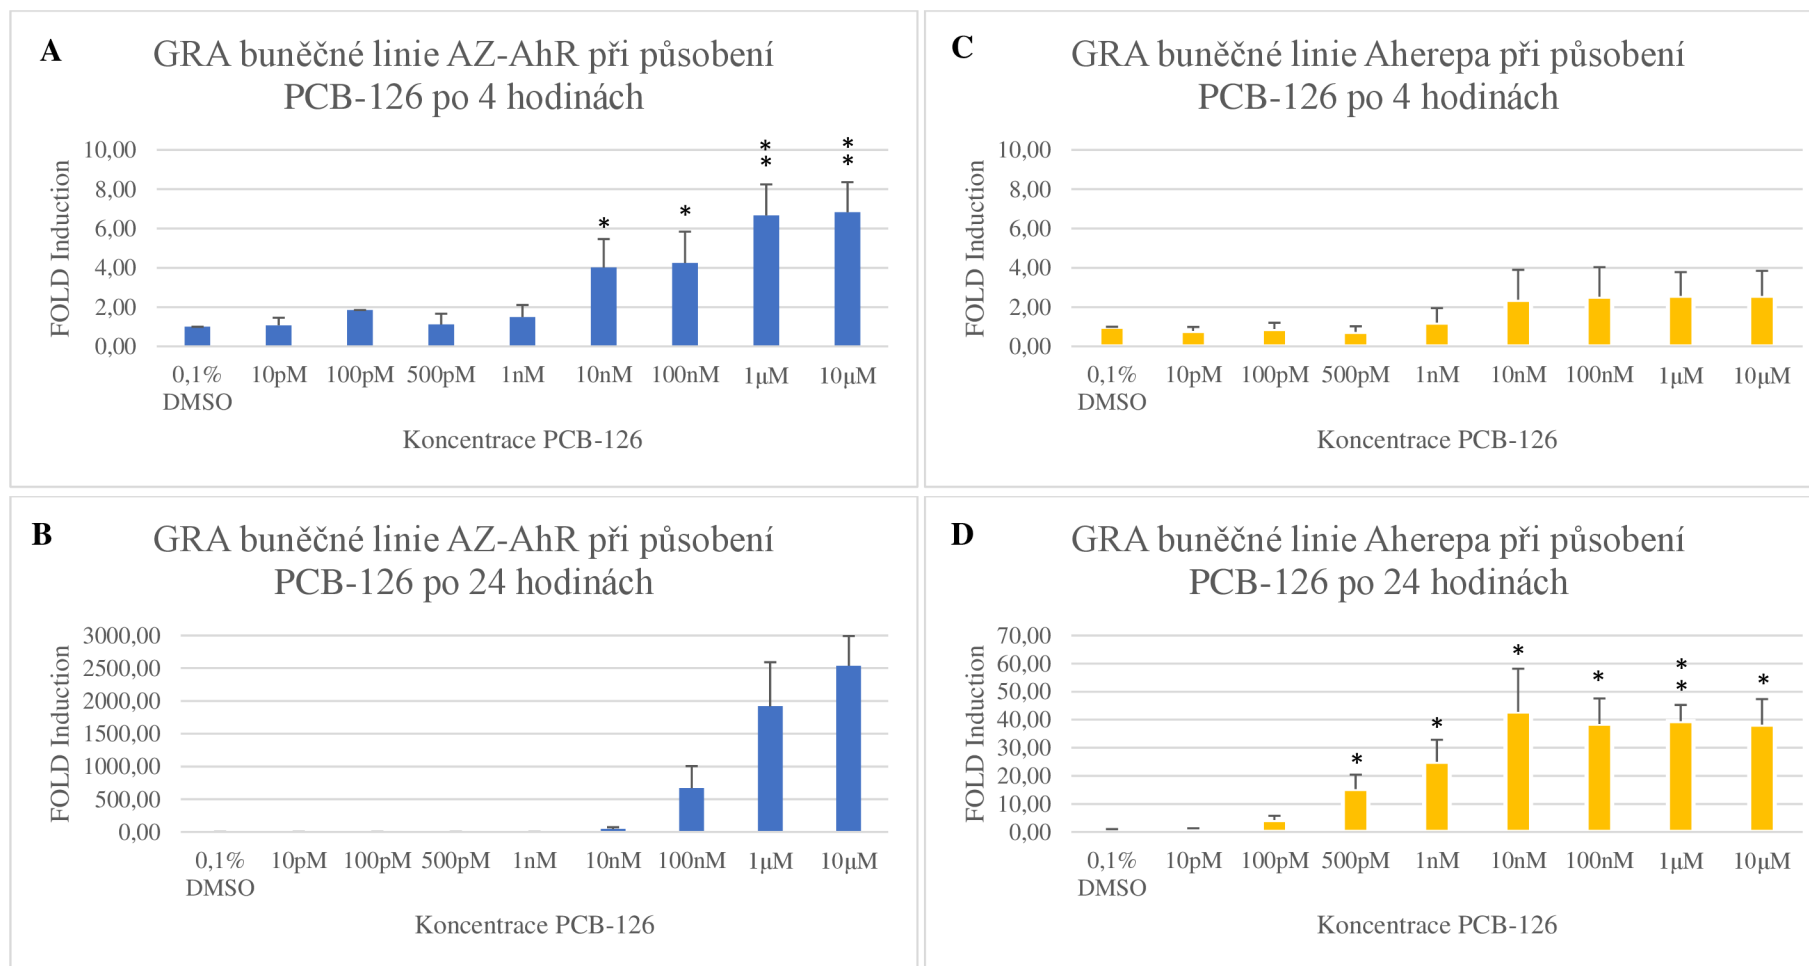 A
GRA buněčné linie AZ-AhR při působení
PCB-126 po 4 hodinách
FOLD Induction
10,00
8,00
6,00
4,00
2,00
0,00
* * ** **
0,1% DMSO 10pM 100pM 500pM 1nM 10nM 100nM 1µM 10µM
Koncentrace PCB-126
C
GRA buněčné linie Aherepa při působení
PCB-126 po 4 hodinách
FOLD Induction
10,00
8,00
6,00
4,00
2,00
0,00
0,1% DMSO 10pM 100pM 500pM 1nM 10nM 100nM 1µM 10µM
Koncentrace PCB-126
B
GRA buněčné linie AZ-AhR při působení
PCB-126 po 24 hodinách
FOLD Induction
3000,00
2500,00
2000,00
1500,00
1000,00
500,00
0,00
0,1% DMSO 10pM 100pM 500pM 1nM 10nM 100nM 1µM 10µM
Koncentrace PCB-126
D
GRA buněčné linie Aherepa při působení
PCB-126 po 24 hodinách
FOLD Induction
70,00
60,00
50,00
40,00
30,00
20,00
10,00
0,00
* * * * ** *
0,1% DMSO 10pM 100pM 500pM 1nM 10nM 100nM 1µM 10µM
Koncentrace PCB-126